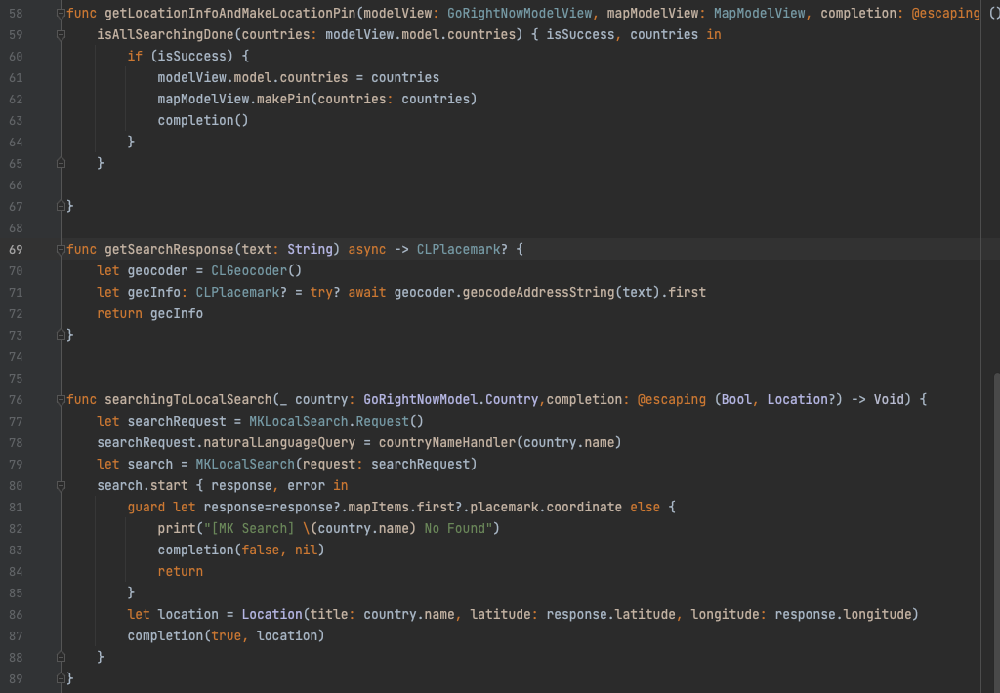 58 func getLocationInfoAndMakeLocationPin(modelView: GoRightNowModelView, mapModelView: MapModelView, completion: @escaping ()
59     isAllSearchingDone(countries: modelView.model.countries) { isSuccess, countries in
60         if (isSuccess) {
61             modelView.model.countries = countries
62             mapModelView.makePin(countries: countries)
63             completion()
64         }
65     }
66
67 }
68
69 func getSearchResponse(text: String) async -> CLPlacemark? {
70     let geocoder = CLGeocoder()
71     let gecInfo: CLPlacemark? = try? await geocoder.geocodeAddressString(text).first
72     return gecInfo
73 }
74
75
76 func searchingToLocalSearch(_ country: GoRightNowModel.Country,completion: @escaping (Bool, Location?) -> Void) {
77     let searchRequest = MKLocalSearch.Request()
78     searchRequest.naturalLanguageQuery = countryNameHandler(country.name)
79     let search = MKLocalSearch(request: searchRequest)
80     search.start { response, error in
81         guard let response=response?.mapItems.first?.placemark.coordinate else {
82             print("[MK Search] \(country.name) No Found")
83             completion(false, nil)
84             return
85         }
86         let location = Location(title: country.name, latitude: response.latitude, longitude: response.longitude)
87         completion(true, location)
88     }
89 }